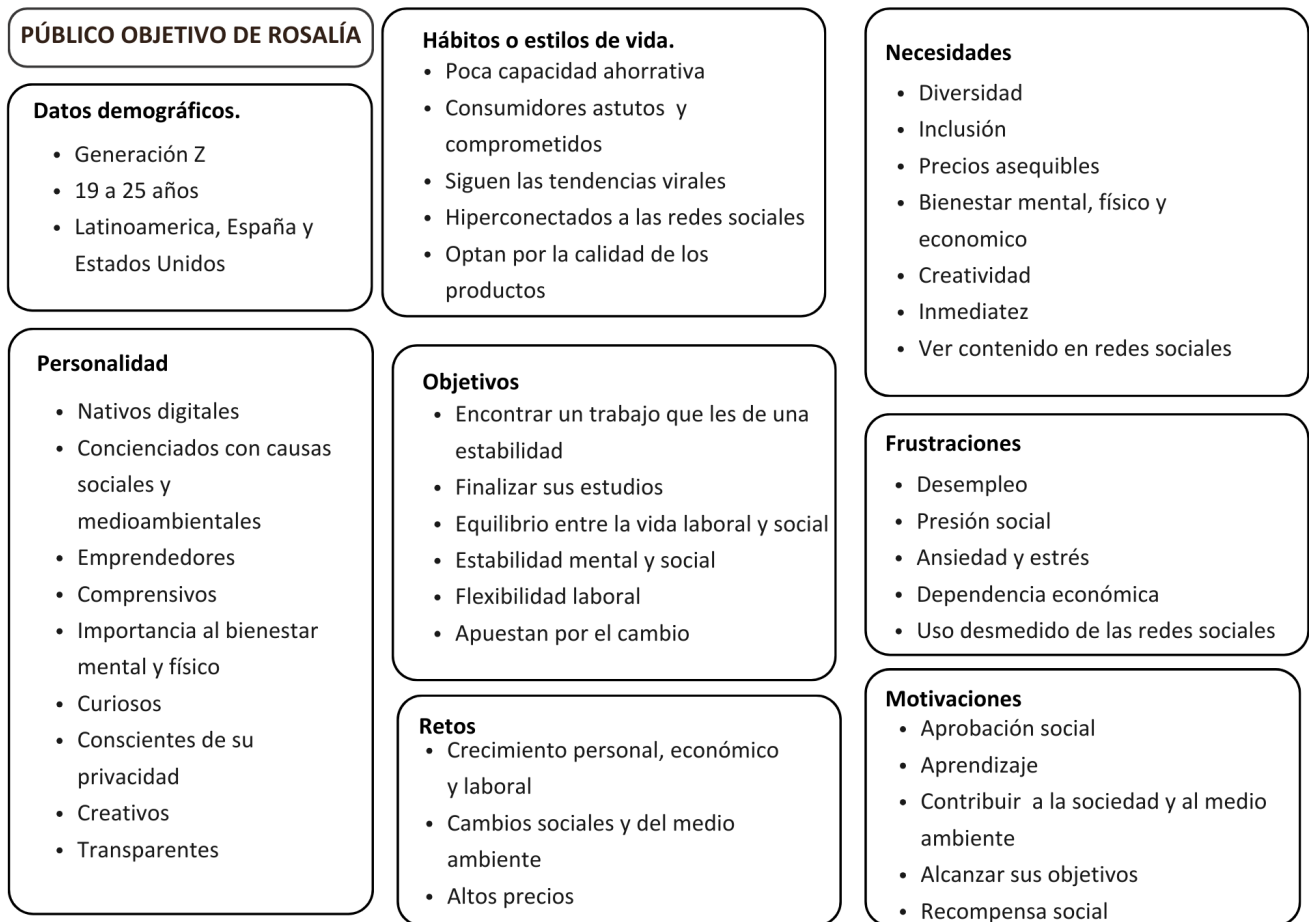 PÚBLICO OBJETIVO DE ROSALÍA
Datos demográficos.
• Generación Z
• 19 a 25 años
• Latinoamerica, España y
Estados Unidos
Personalidad
• Nativos digitales
• Concienciados con causas
sociales y
medioambientales
• Emprendedores
• Comprensivos
• Importancia al bienestar
mental y físico
• Curiosos
• Conscientes de su
privacidad
• Creativos
• Transparentes
Hábitos o estilos de vida.
• Poca capacidad ahorrativa
• Consumidores astutos y
comprometidos
• Siguen las tendencias virales
• Hiperconectados a las redes sociales
• Optan por la calidad de los
productos
Objetivos
• Encontrar un trabajo que les de una
estabilidad
• Finalizar sus estudios
• Equilibrio entre la vida laboral y social
• Estabilidad mental y social
• Flexibilidad laboral
• Apuestan por el cambio
Retos
• Crecimiento personal, económico
y laboral
• Cambios sociales y del medio
ambiente
• Altos precios
Necesidades
• Diversidad
• Inclusión
• Precios asequibles
• Bienestar mental, físico y
economico
• Creatividad
• Inmediatez
• Ver contenido en redes sociales
Frustraciones
• Desempleo
• Presión social
• Ansiedad y estrés
• Dependencia económica
• Uso desmedido de las redes sociales
Motivaciones
• Aprobación social
• Aprendizaje
• Contribuir a la sociedad y al medio
ambiente
• Alcanzar sus objetivos
• Recompensa social